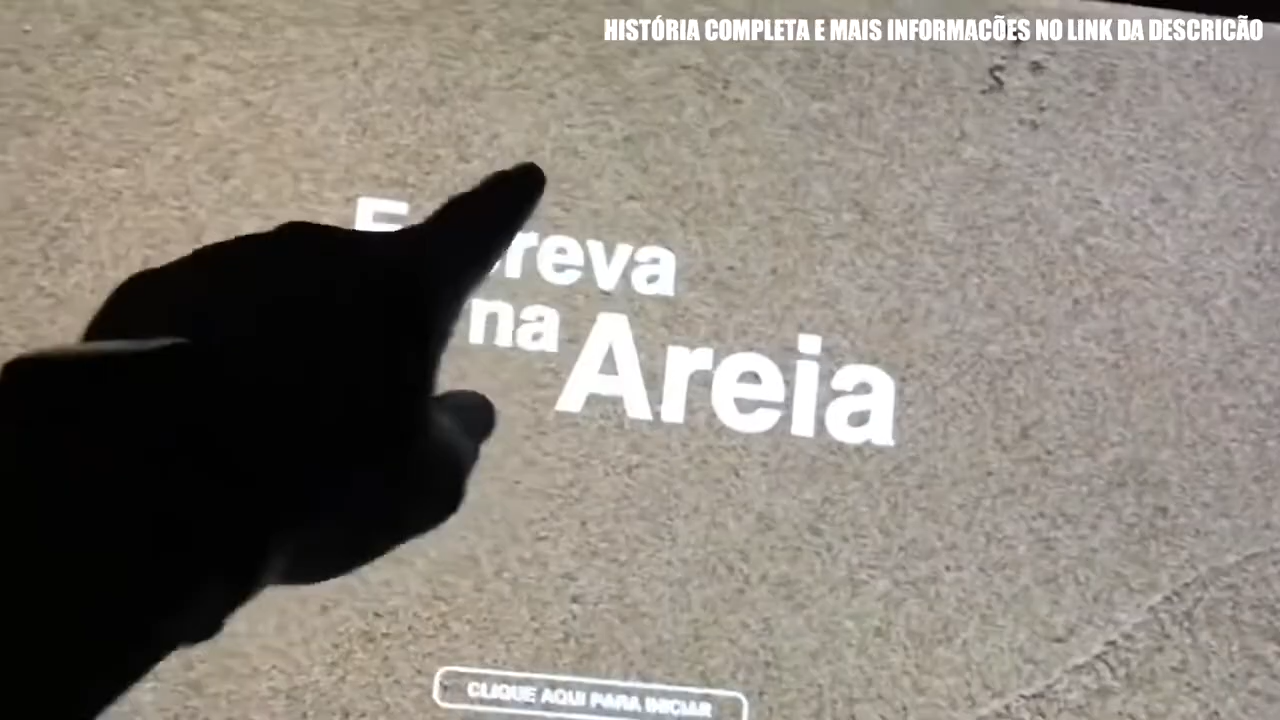 HISTÓRIA COMPLETA E MAIS INFORMACÕES NO LINK DA DESCRICÃO
na Areia
CLIQUE AQUI PARA INICIAR